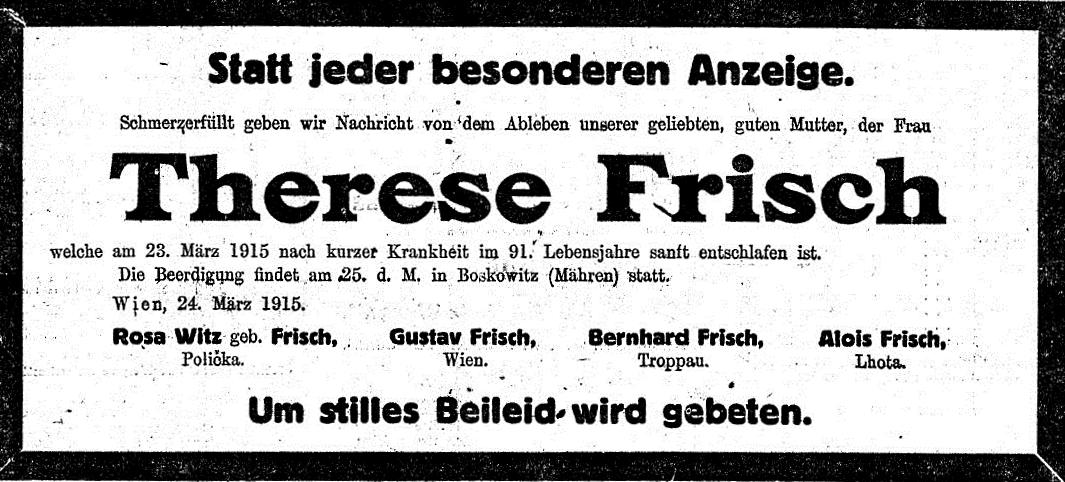 Statt jeder besonderen Anzeige.
Schmerzerfüllt geben wir Nachricht von dem Ableben unserer geliebten, guten Mutter, der Frau
Therese Frisch
welche am 23. März 1915 nach kurzer Krankheit im 91. Lebensjahre sanft entschlafen ist.
Die Beerdigung findet am 25. d. M. in Boskowitz (Mähren) statt.
Wien, 24. März 1915.
Rosa Witz geb. Frisch, Gustav Frisch, Bernhard Frisch, Alois Frisch,
Polička. Wien. Troppau. Lhota.
Um stilles Beileid wird gebeten.